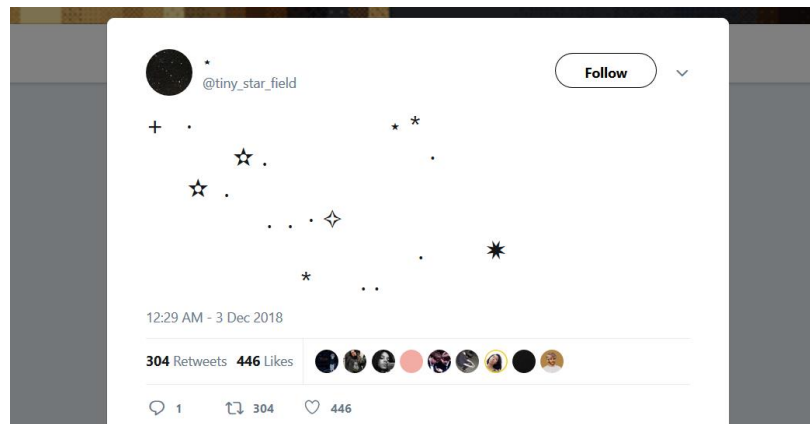 ⋆
@tiny_star_field
Follow
+ · ⋆ *
✫ . ·
✫ .
. . · ✧
. ✷
* . .
12:29 AM - 3 Dec 2018
304 Retweets 446 Likes
1 304 446